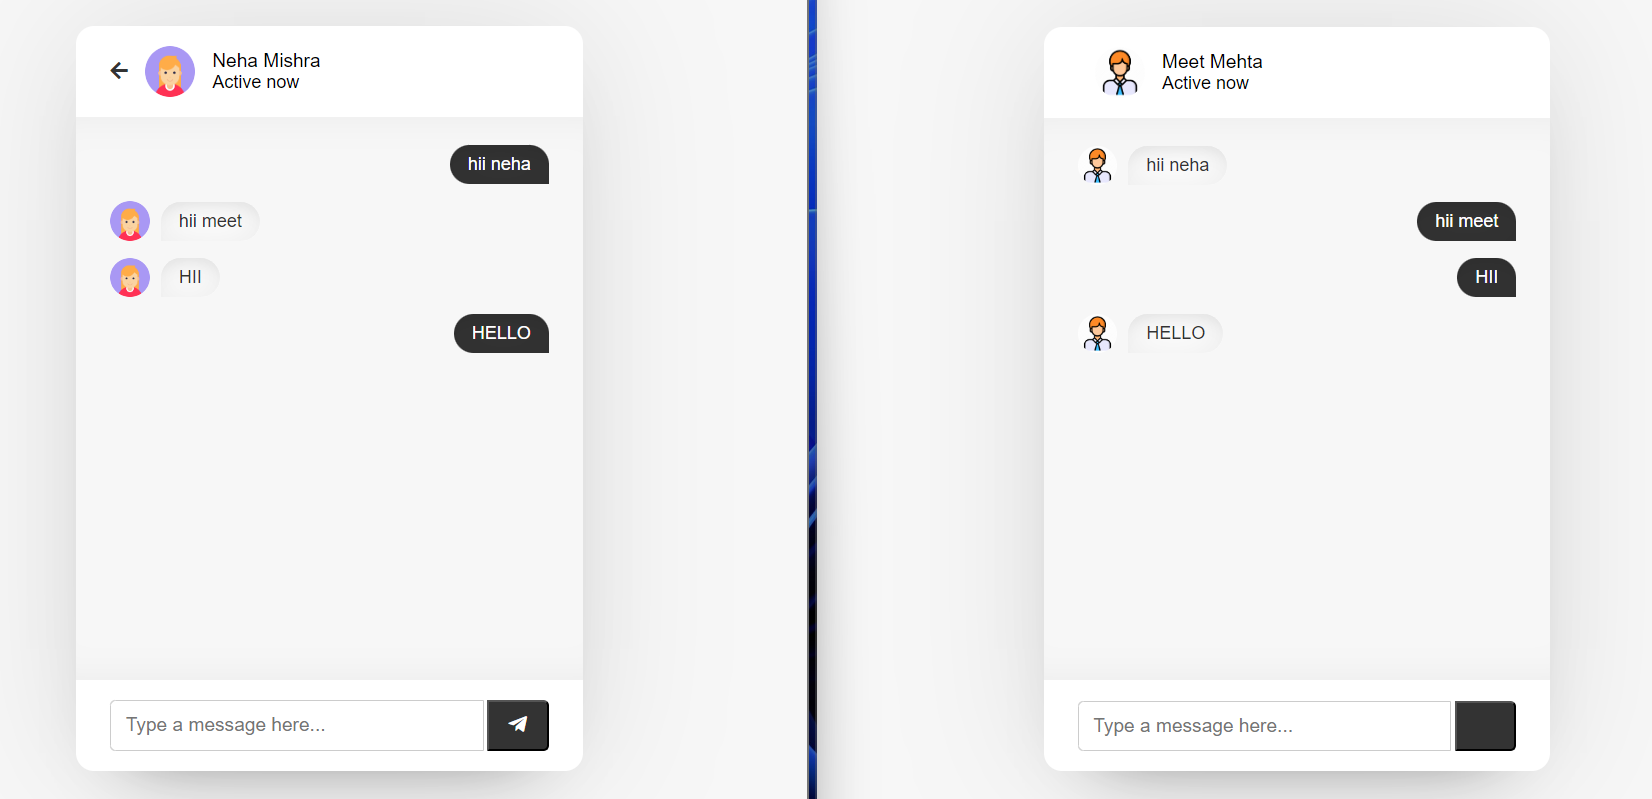 Neha Mishra
Active now
hii neha
hii meet
HII
HELLO
Type a message here...
Meet Mehta
Active now
hii neha
hii meet
HII
HELLO
Type a message here...